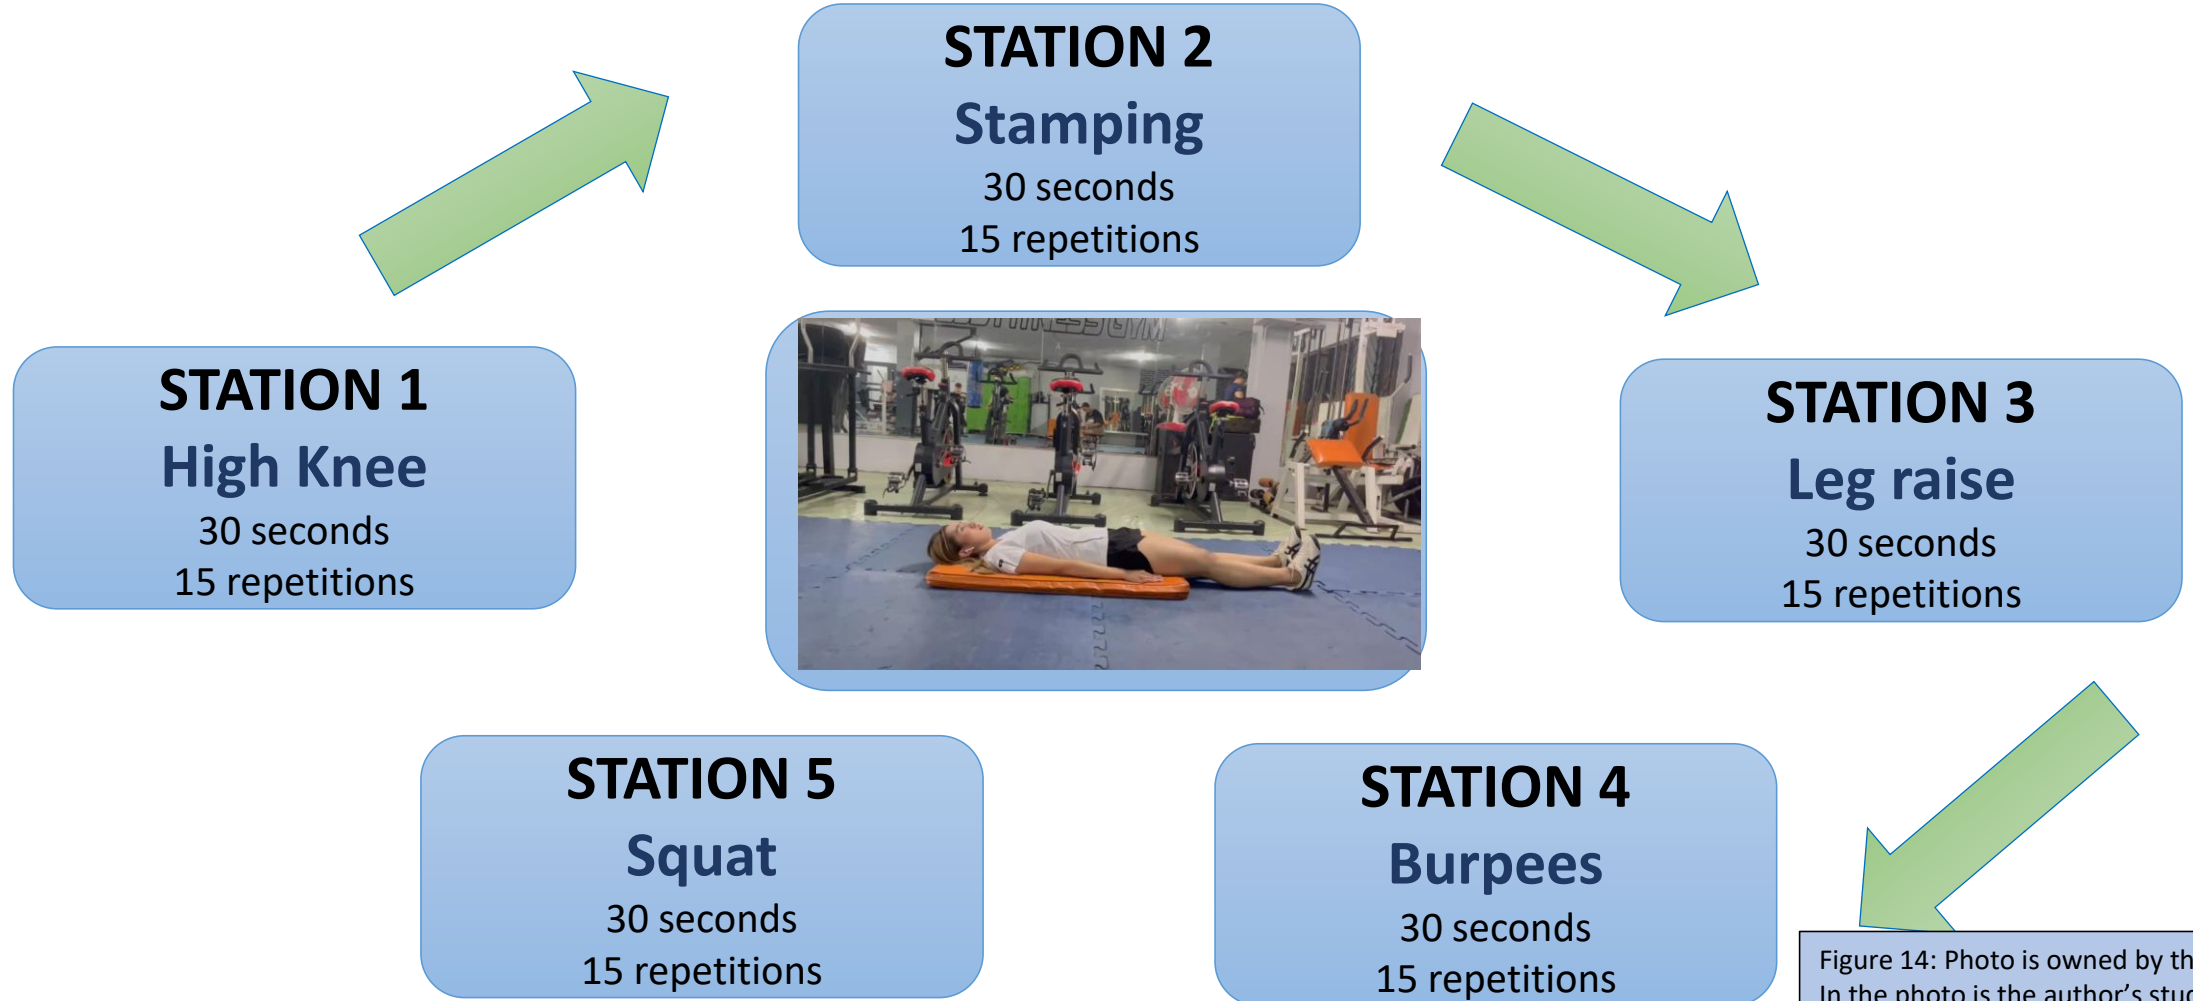 STATION 2
Stamping
30 seconds
15 repetitions
STATION 1
High Knee
30 seconds
15 repetitions
STATION 3
Leg raise
30 seconds
15 repetitions
STATION 5
Squat
30 seconds
15 repetitions
STATION 4
Burpees
30 seconds
15 repetitions
Figure 14: Photo is owned by
In the photo is the author's